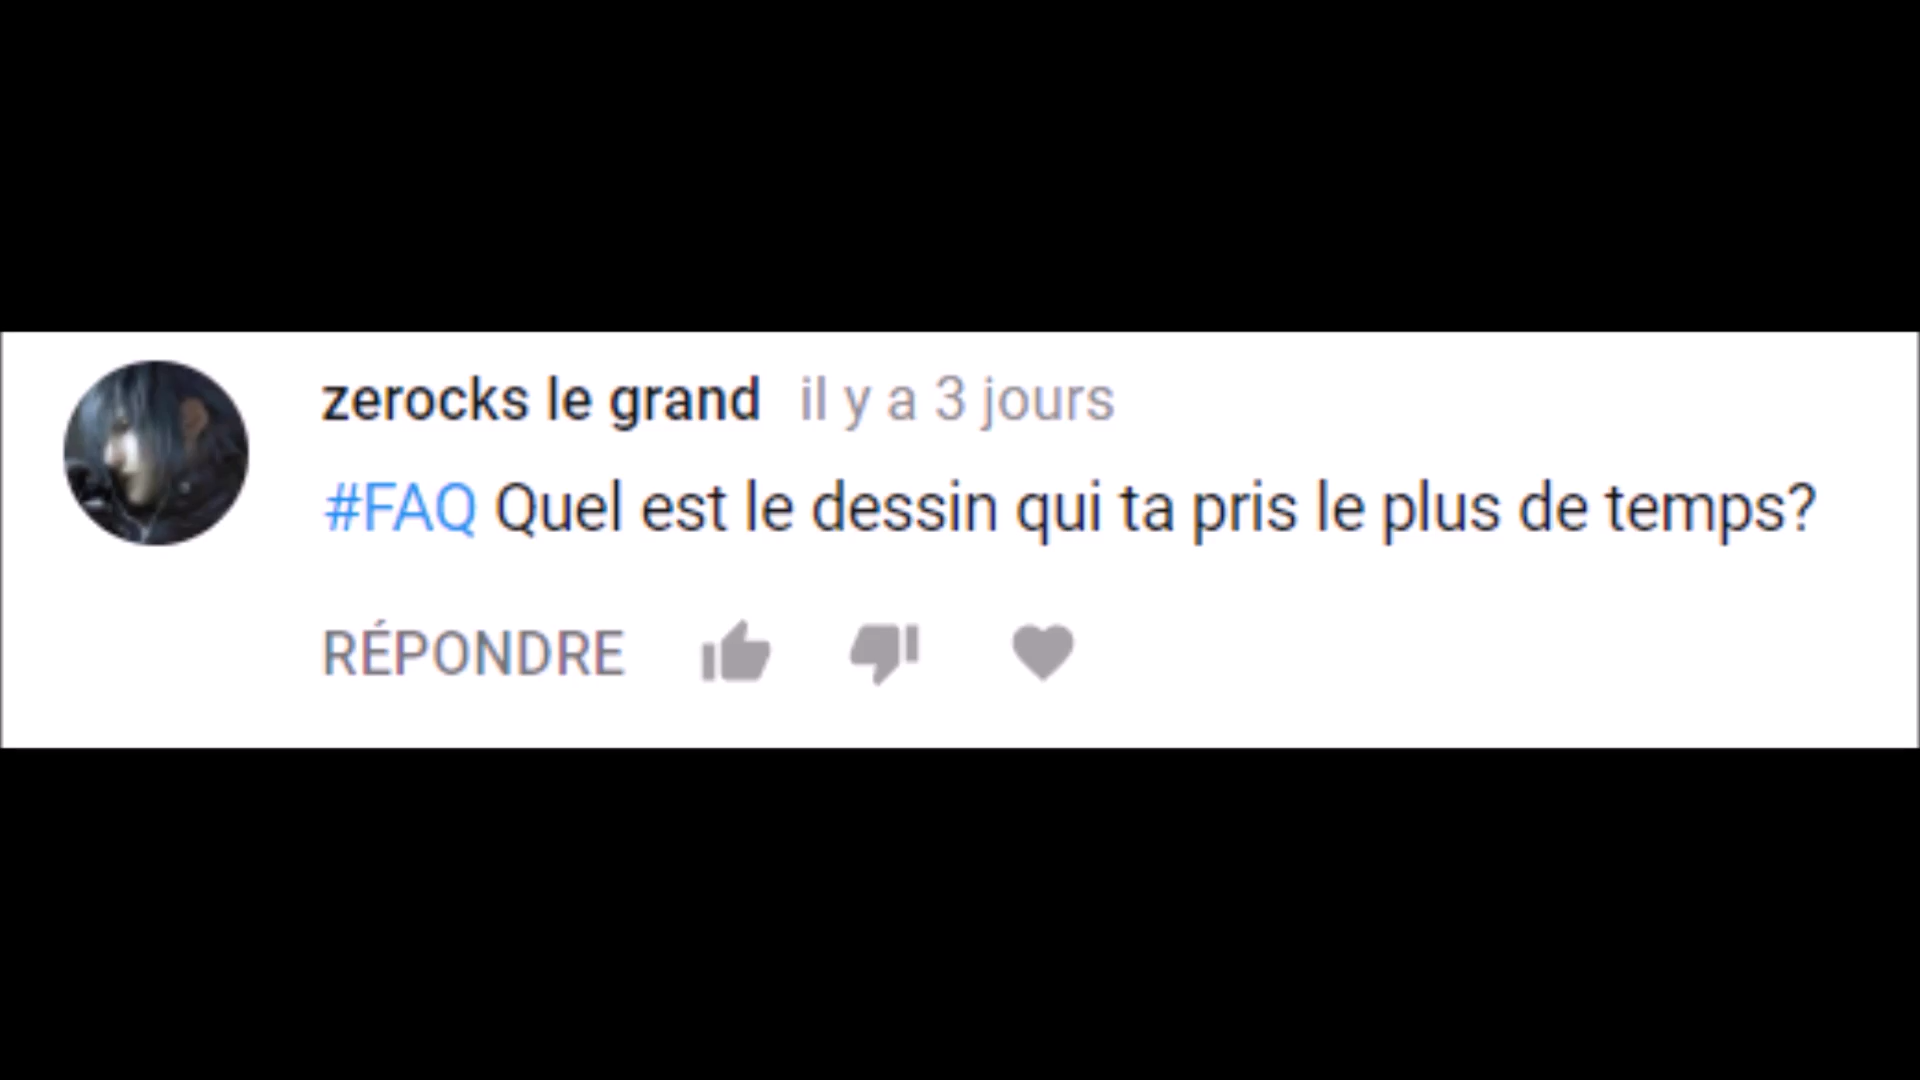 zerocks le grand il y a 3 jours
#FAQ Quel est le dessin qui ta pris le plus de temps?
RÉPONDRE